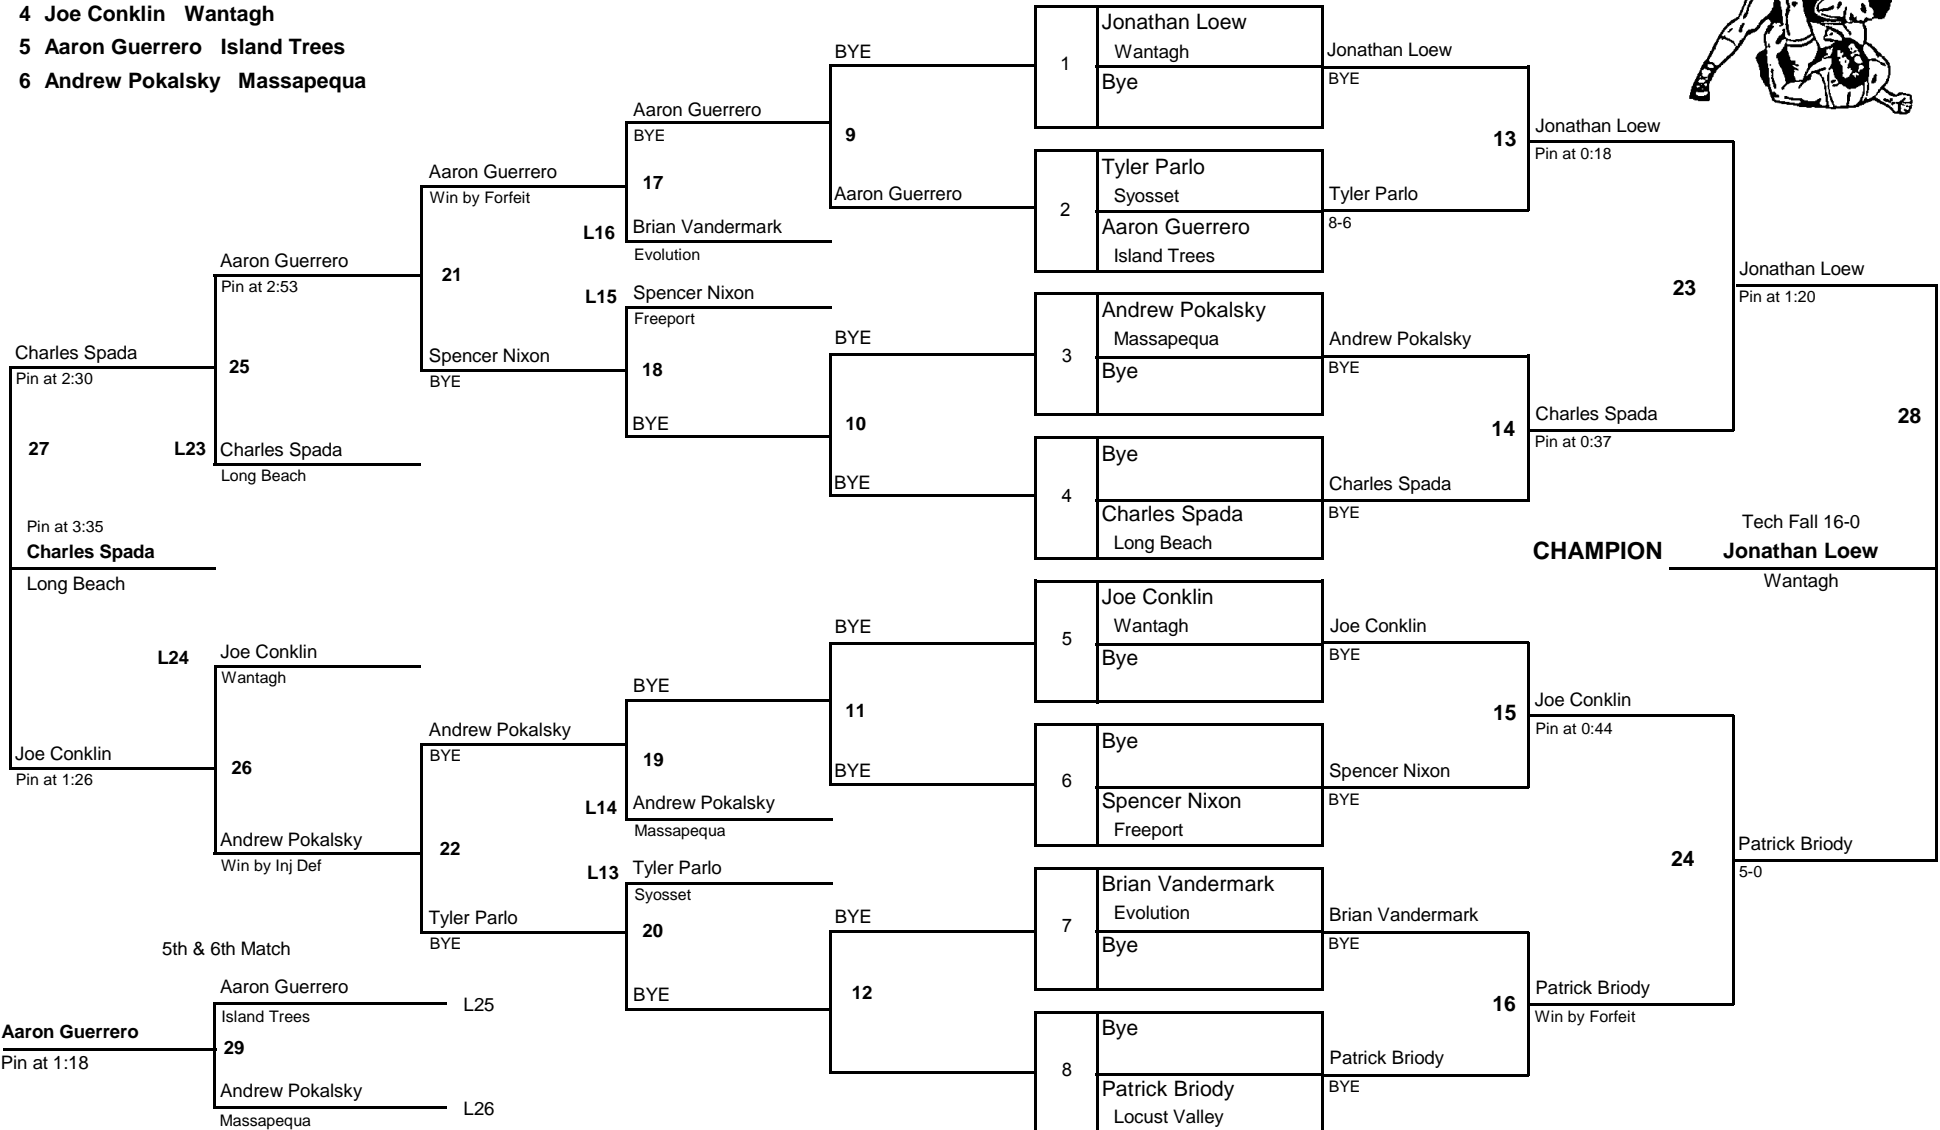 4 Joe Conklin Wantagh
5 Aaron Guerrero Island Trees
6 Andrew Pokalsky Massapequa
Charles Spada
Pin at 2:30
27
Pin at 3:35
Charles Spada
Long Beach
Joe Conklin
Pin at 1:26
Aaron Guerrero
Pin at 2:53
25
L23 Charles Spada
Long Beach
L24 Joe Conklin
Wantagh
26
Andrew Pokalsky
Win by Inj Def
5th & 6th Match
Aaron Guerrero L25
Island Trees
Aaron Guerrero
29
Pin at 1:18
Andrew Pokalsky L26
Massapequa
Aaron Guerrero
Win by Forfeit
21
Spencer Nixon
BYE
Andrew Pokalsky
BYE
22
Tyler Parlo
BYE
Aaron Guerrero
BYE
17
L16 Brian Vandermark
Evolution
L15 Spencer Nixon
Freeport
18
BYE
BYE
19
L14 Andrew Pokalsky
Massapequa
L13 Tyler Parlo
Syosset
20
BYE
BYE
9
Aaron Guerrero
BYE
10
BYE
BYE
11
BYE
BYE
12
1
Jonathan Loew
Wantagh
Bye
2
Tyler Parlo
Syosset
Aaron Guerrero
Island Trees
3
Andrew Pokalsky
Massapequa
Bye
4
Bye
Charles Spada
Long Beach
5
Joe Conklin
Wantagh
Bye
6
Bye
Spencer Nixon
Freeport
7
Brian Vandermark
Evolution
Bye
8
Bye
Patrick Briody
Locust Valley
Jonathan Loew
BYE
13
Tyler Parlo
8-6
Andrew Pokalsky
BYE
14
Charles Spada
BYE
Joe Conklin
BYE
15
Spencer Nixon
BYE
Brian Vandermark
BYE
16
Patrick Briody
BYE
Jonathan Loew
Pin at 0:18
23
Charles Spada
Pin at 0:37
Joe Conklin
Pin at 0:44
24
Patrick Briody
Win by Forfeit
Jonathan Loew
Pin at 1:20
28
Tech Fall 16-0
CHAMPION Jonathan Loew
Wantagh
Patrick Briody
5-0